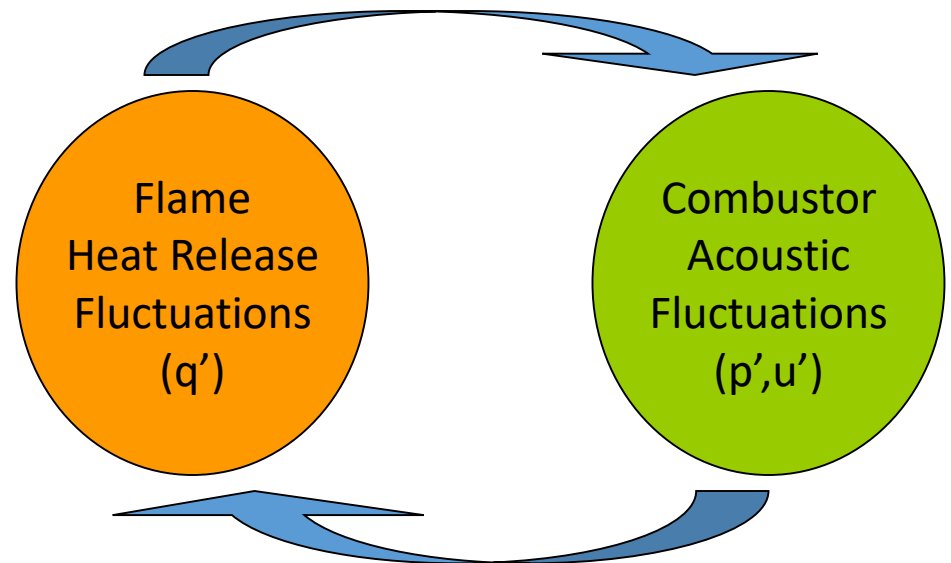 Flame
Heat Release
Fluctuations
(q’)
Combustor
Acoustic
Fluctuations
(p’,u’)